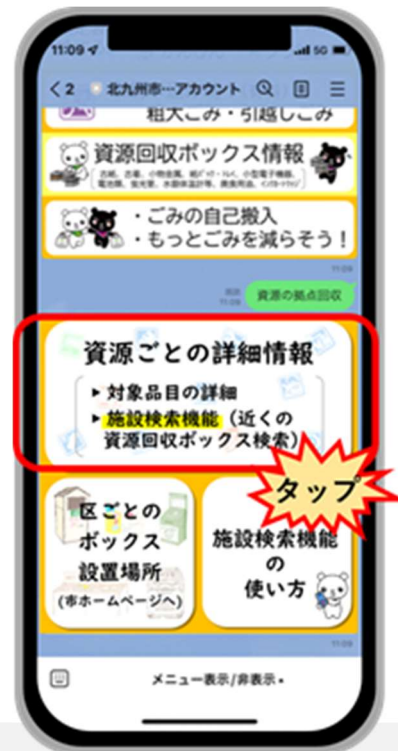 11:09
5G
2
北九州市…アカウント
粗大ごみ・引越しごみ
資源回収ボックス情報
・ごみの自己搬入
・もっとごみを減らそう！
11:09
既読
11:09
資源の拠点回収
資源ごとの詳細情報
▸対象品目の詳細
▸施設検索機能（近くの
資源回収ボックス検索）
タップ
区ごとの
ボックス
設置場所
(市ホームページへ)
施設検索機能
の
使い方
11:09
メニュー表示/非表示